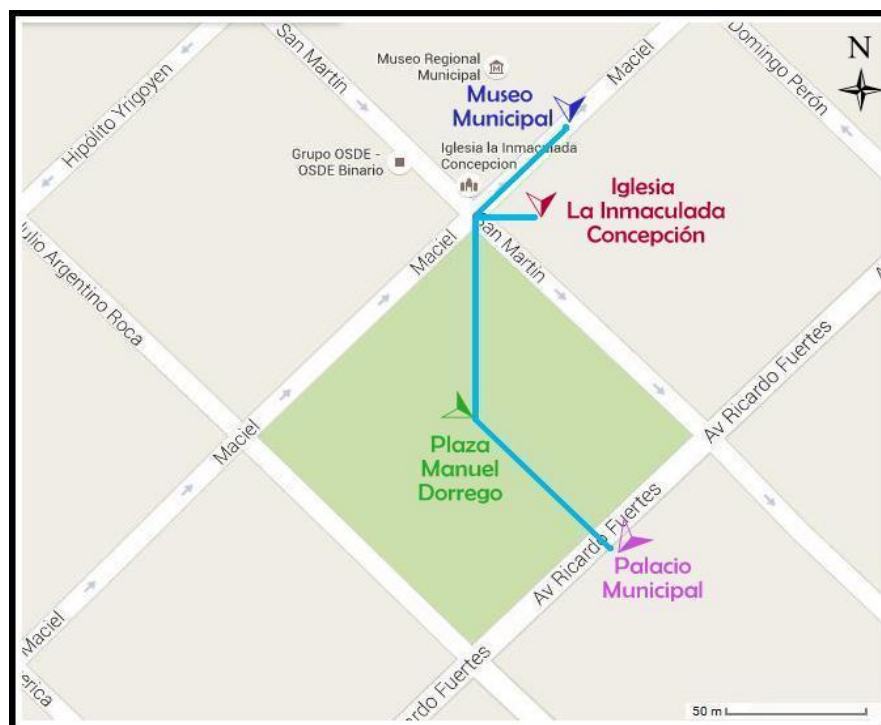 San Martín
Museo Regional
Municipal
Maciel
Domingo Perón
N
Hipólito Yrigoyen
Museo
Municipal
Grupo OSDE -
OSDE Binario
Iglesia la Inmaculada
Concepcion
Iglesia
La Inmaculada
Concepción
San Martín
Maciel
Julio Argentino Roca
Av Ricardo Fuertes
Maciel
Plaza
Manuel
Dorrego
Av Ricardo Fuertes
Palacio
Municipal
Maciel
Ricardo Fuertes
50 m